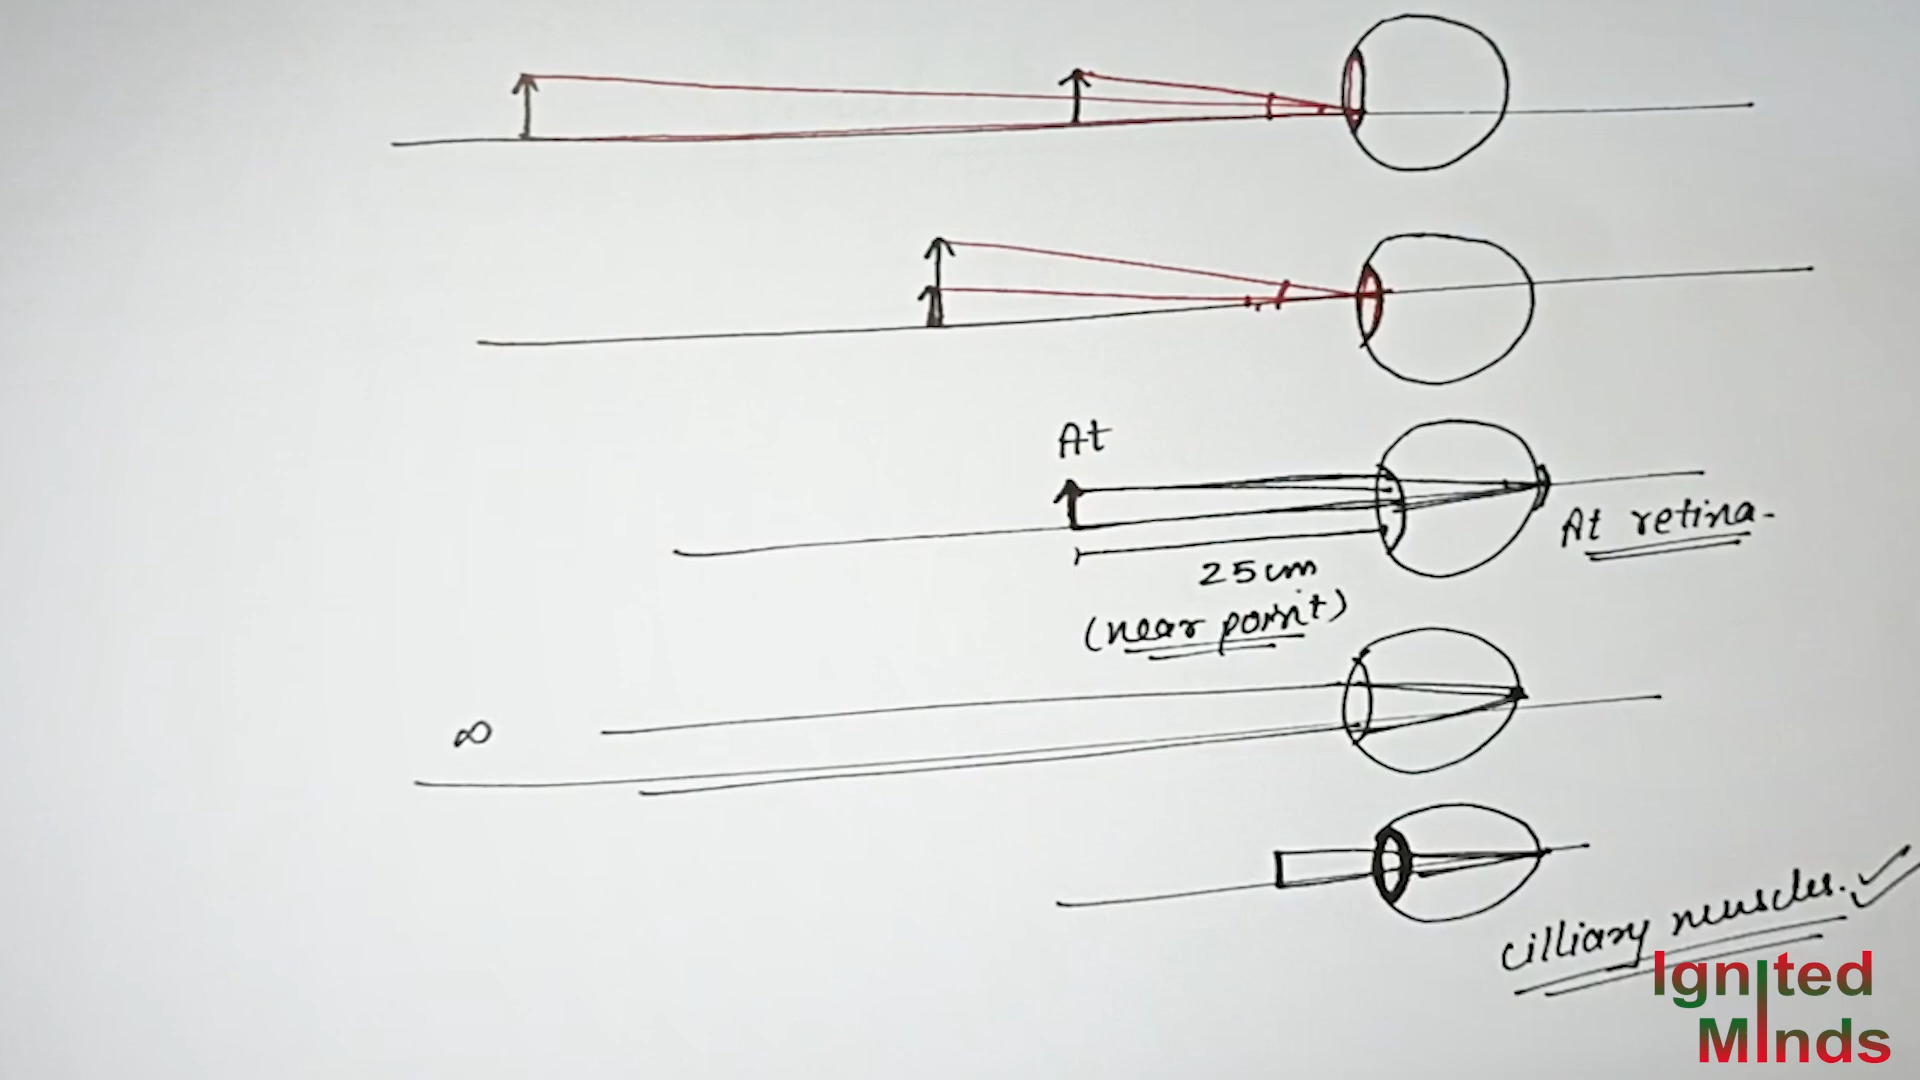 At
At retina.
25cm
(near point)
∞
cilliary muscles.
Ignited
Minds